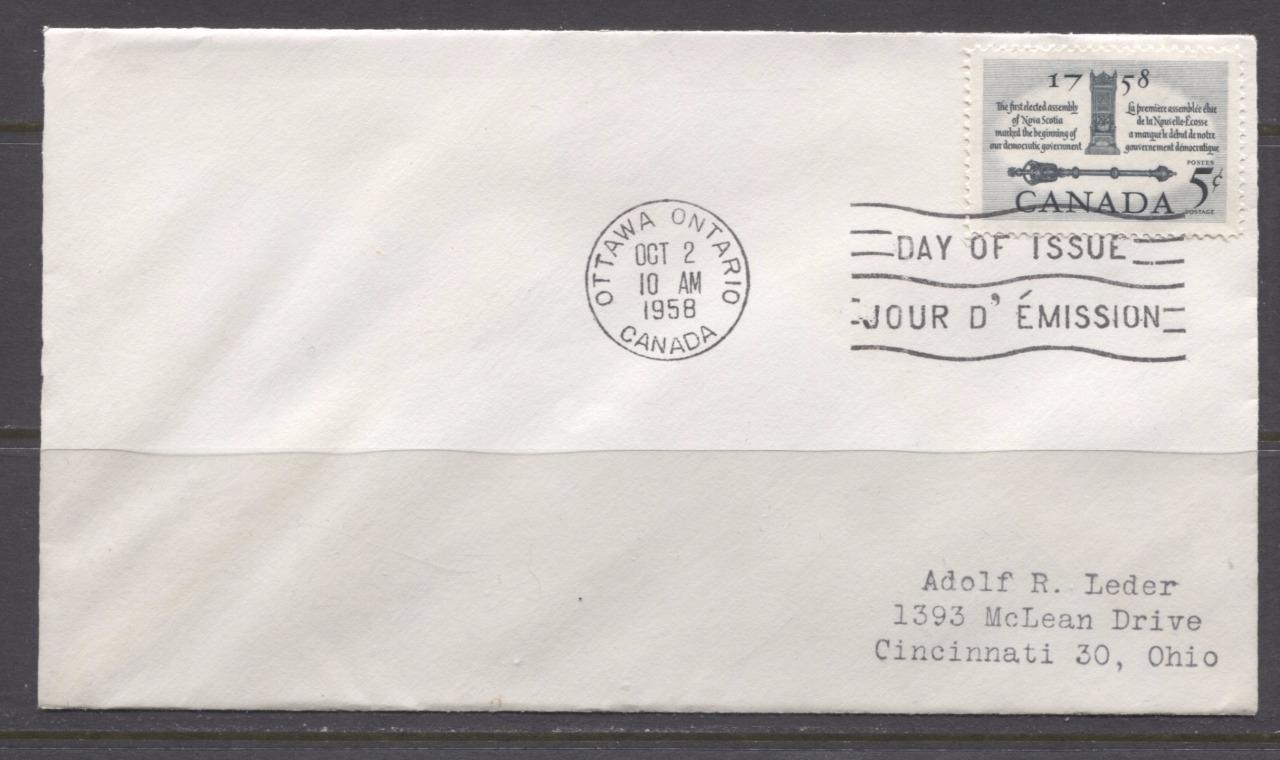 17 58
The first elected assembly
of Nova Scotia
marked the beginning of
our democratic government
La première assemblée élue
de la Nouvelle-Écosse
a marqué le début de notre
gouvernement démocratique
POSTES
5¢
POSTAGE
CANADA
OTTAWA ONTARIO
OCT 2
10 AM
1958
CANADA
DAY OF ISSUE
JOUR D' ÉMISSION
Adolf R. Leder
1393 McLean Drive
Cincinnati 30, Ohio